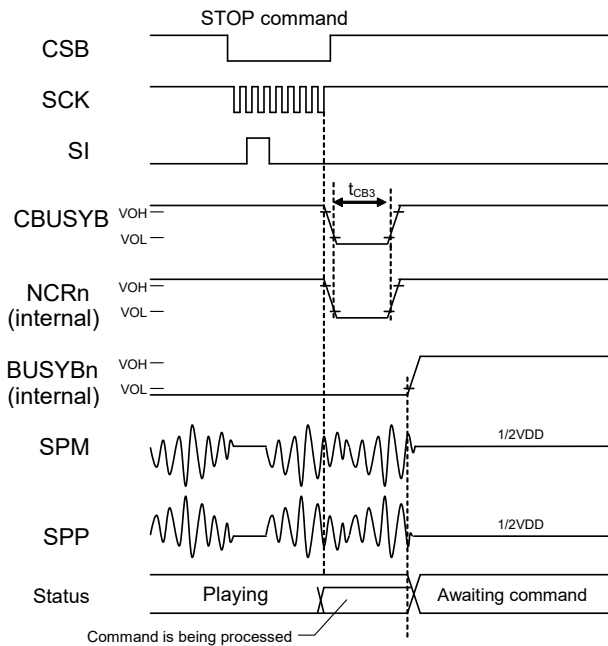 STOP command
CSB
SCK
SI
tCB3
CBUSYB
VOH
VOL
NCRn
(internal)
VOH
VOL
BUSYBn
(internal)
VOH
VOL
SPM
1/2VDD
SPP
1/2VDD
Status
Playing
Awaiting command
Command is being processed